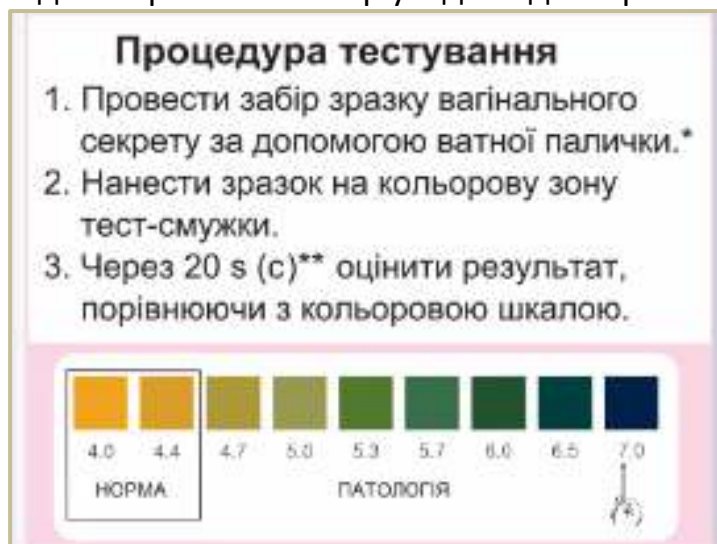 Процедура тестування
1. Провести забір зразку вагінального
секрету за допомогою ватної палички.*
2. Нанести зразок на кольорову зону
тест-смужки.
3. Через 20 s (с)** оцінити результат,
порівнюючи з кольоровою шкалою.
4.0 4.4 4.7 5.0 5.3 5.7 6.0 6.5 7.0
НОРМА ПАТОЛОГІЯ (*)